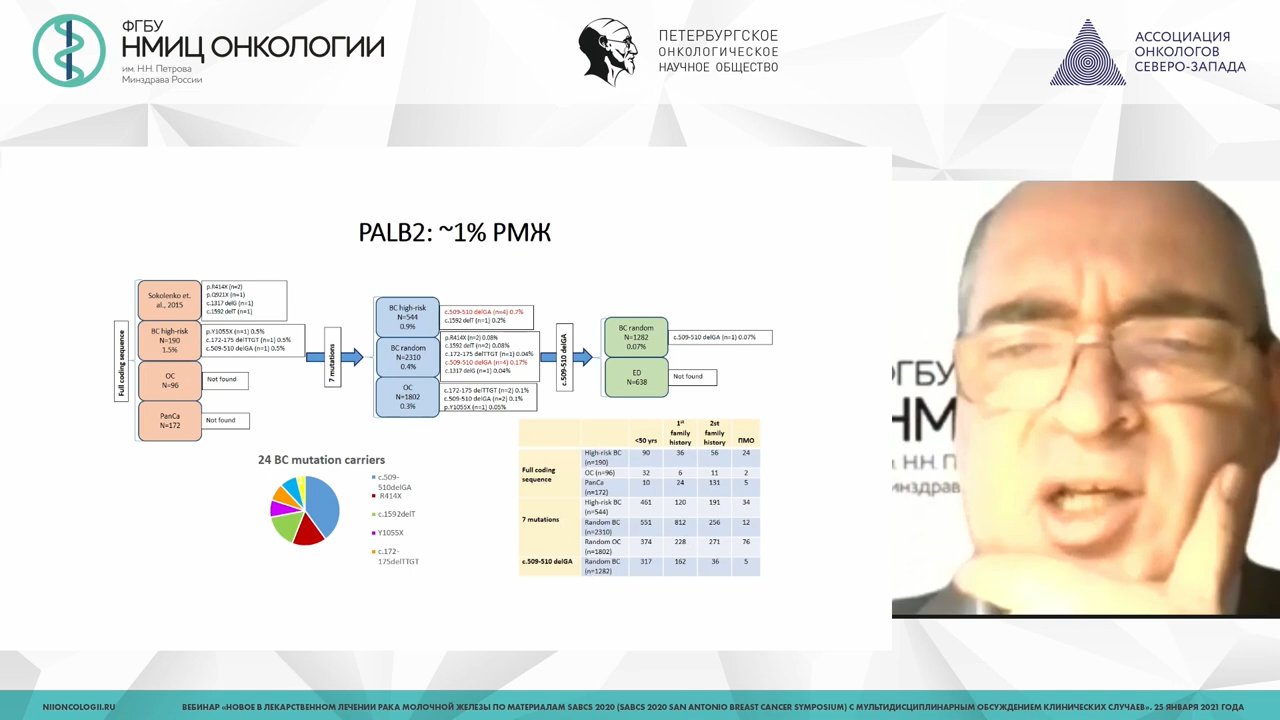 ФГБУ
НМИЦ ОНКОЛОГИИ
им. Н.Н. Петрова
Минздрава России
ПЕТЕРБУРГСКОЕ
ОНКОЛОГИЧЕСКОЕ
НАУЧНОЕ ОБЩЕСТВО
АССОЦИАЦИЯ
ОНКОЛОГОВ
СЕВЕРО-ЗАПАДА
PALB2: ~1% РМЖ
Full coding sequence
Sokolenko et.
al., 2015
p.R414X (n=2)
p.Q921X (n=1)
c.1317 delG (n=1)
c.1592 delT (n=1)
BC high-risk
N=190
1.5%
p.Y1055X (n=1) 0.5%
c.172-175 delTTGT (n=1) 0.5%
c.509-510 delGA (n=1) 0.5%
OC
N=96
Not found
PanCa
N=172
Not found
7 mutations
BC high-risk
N=544
0.9%
c.509-510 delGA (n=4) 0.7%
c.1592 delT (n=1) 0.2%
BC random
N=2310
0.4%
p.R414X (n=2) 0.08%
c.1592 delT (n=2) 0.08%
c.172-175 delTTGT (n=1) 0.04%
c.509-510 delGA (n=4) 0.17%
c.1317 delG (n=1) 0.04%
OC
N=1802
0.3%
c.172-175 delTTGT (n=2) 0.1%
c.509-510 delGA (n=2) 0.1%
p.Y1055X (n=1) 0.05%
c.509-510 delGA
BC random
N=1282
0.07%
c.509-510 delGA (n=1) 0.07%
ED
N=638
Not found
24 BC mutation carriers
c.509-
510delGA
R414X
c.1592delT
Y1055X
c.172-
175delTTGT
<50 yrs 1st family history 2st family history ПМО
Full coding sequence High-risk BC (n=190) 90 36 56 24
OC (n=96) 32 6 11 2
PanCa (n=172) 10 24 131 5
7 mutations High-risk BC (n=544) 461 120 191 34
Random BC (n=2310) 551 812 256 12
Random OC (n=1802) 374 228 271 76
c.509-510 delGA Random BC (n=1282) 317 162 36 5
ФГБУ
НМ
м. Н.Н. П
инздрав
NIIONCOLOGII.RU
ВЕБИНАР «НОВОЕ В ЛЕКАРСТВЕННОМ ЛЕЧЕНИИ РАКА МОЛОЧНОЙ ЖЕЛЕЗЫ ПО МАТЕРИАЛАМ SABCS 2020 (SABCS 2020 SAN ANTONIO BREAST CANCER SYMPOSIUM) С МУЛЬТИДИСЦИПЛИНАРНЫМ ОБСУЖДЕНИЕМ КЛИНИЧЕСКИХ СЛУЧАЕВ». 25 ЯНВАРЯ 2021 ГОДА